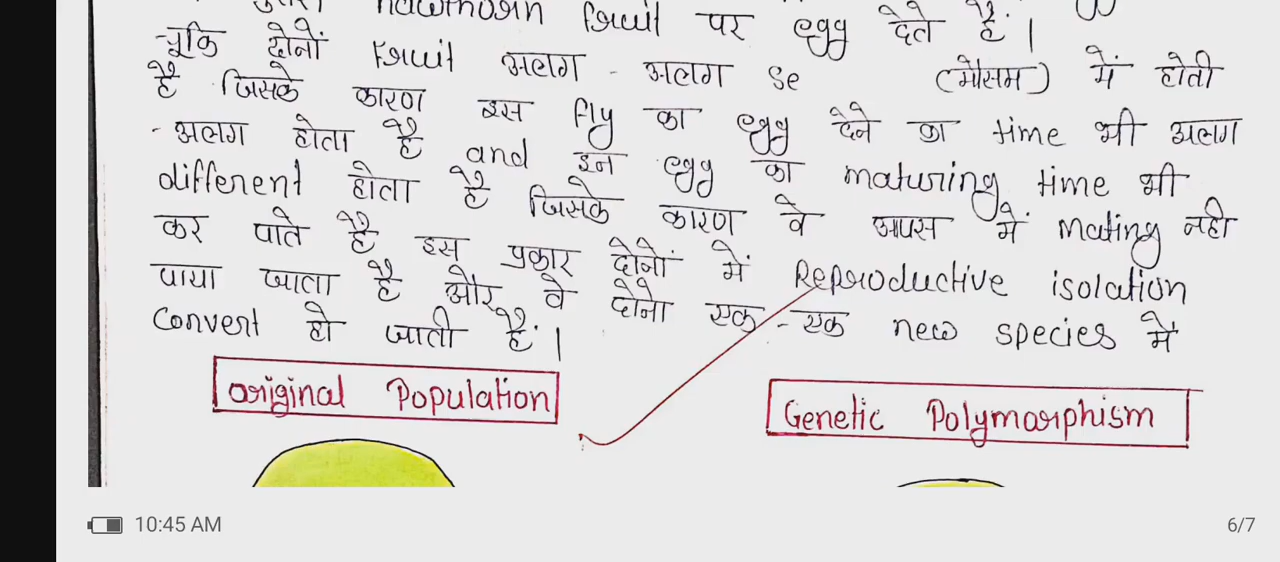 hawthorn fruit पर egg देते हैं।
चूकि दोनों Fruit अलग - अलग se (मौसम) में होती
है जिसके कारण इस fly का egg देने का time भी अलग
- अलग होता है and इन egg का maturing time भी
different होता है जिसके कारण वे आपस में mating नही
कर पाते है इस प्रकार दोनों में Reproductive isolation
पाया जाता है और वे दोनो एक - एक new species में
convert हो जाती हैं।
original Population
Genetic Polymorphism
10:45 AM
6/7